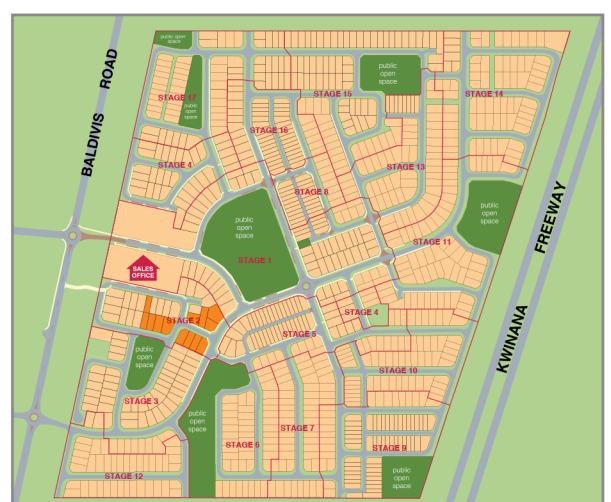 public open
space
BALDIVIS ROAD
STAGE 17
public
open
space
STAGE 4
STAGE 16
STAGE 15
public
open
space
STAGE 14
STAGE 13
STAGE 8
public
open
space
STAGE 1
public
open
space
STAGE 11
KWINANA FREEWAY
SALES
OFFICE
STAGE 2
STAGE 5
STAGE 4
public
open
space
STAGE 3
STAGE 10
public
open
space
STAGE 6
STAGE 7
STAGE 9
STAGE 12
public
open
space